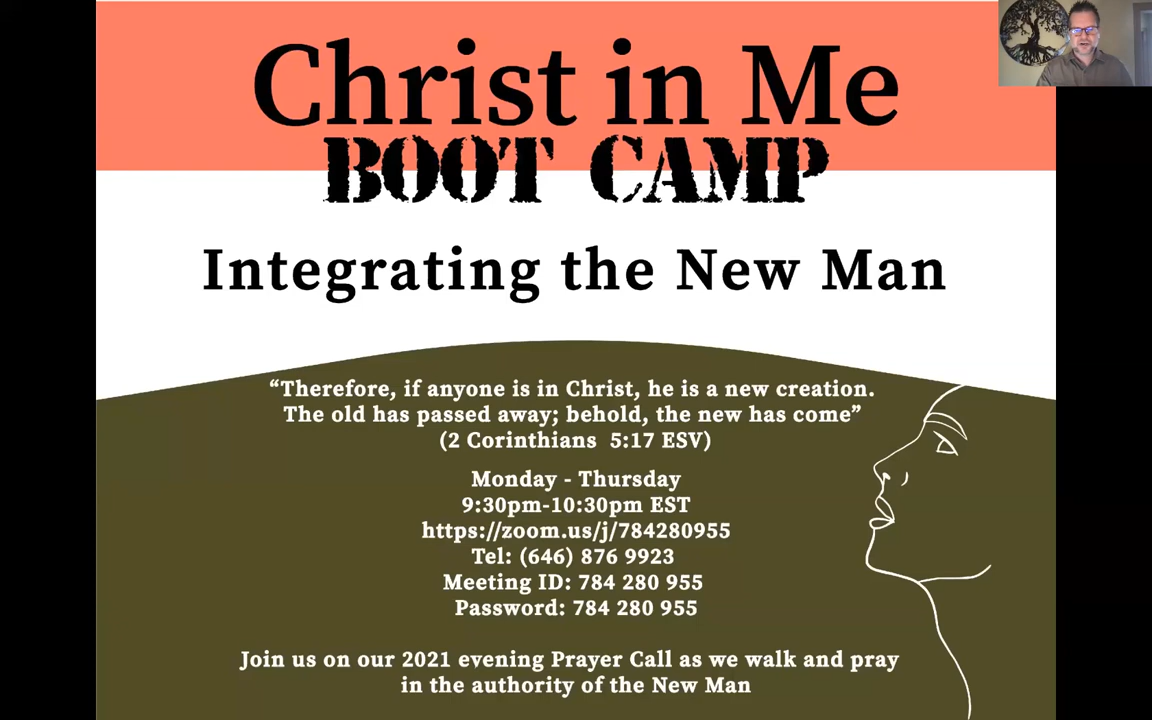 Christ in Me
BOOT CAMP
Integrating the New Man
“Therefore, if anyone is in Christ, he is a new creation.
The old has passed away; behold, the new has come”
(2 Corinthians 5:17 ESV)
Monday - Thursday
9:30pm-10:30pm EST
https://zoom.us/j/784280955
Tel: (646) 876 9923
Meeting ID: 784 280 955
Password: 784 280 955
Join us on our 2021 evening Prayer Call as we walk and pray
in the authority of the New Man